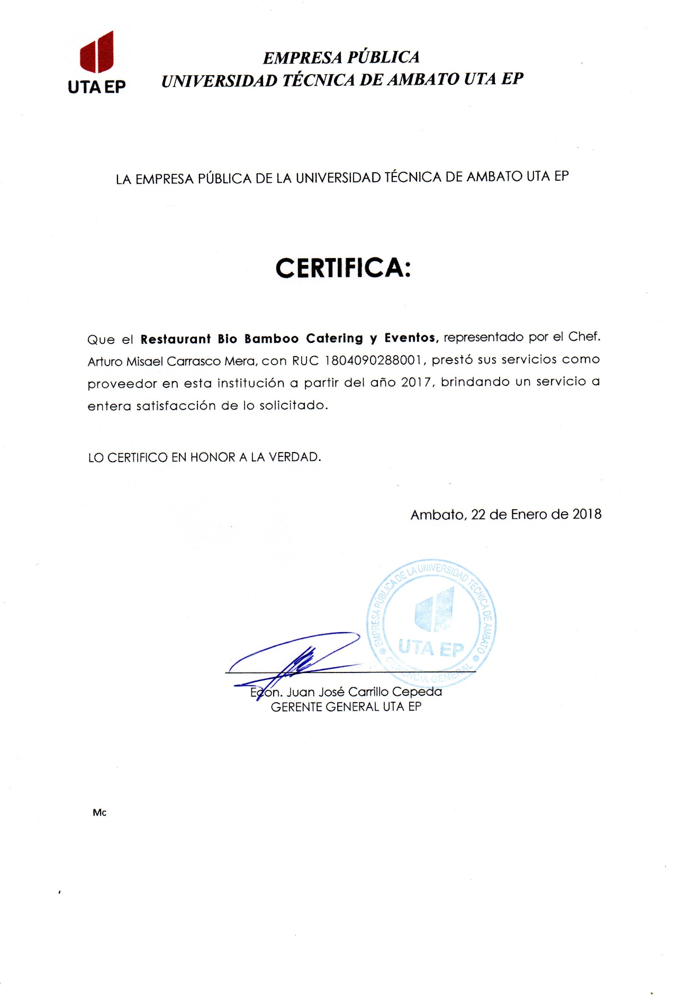 UTA EP
EMPRESA PÚBLICA
UNIVERSIDAD TÉCNICA DE AMBATO UTA EP
LA EMPRESA PÚBLICA DE LA UNIVERSIDAD TÉCNICA DE AMBATO UTA EP
CERTIFICA:
Que el Restaurant Bio Bamboo Catering y Eventos, representado por el Chef.
Arturo Misael Carrasco Mera, con RUC 1804090288001, prestó sus servicios como
proveedor en esta institución a partir del año 2017, brindando un servicio a
entera satisfacción de lo solicitado.
LO CERTIFICO EN HONOR A LA VERDAD.
Ambato, 22 de Enero de 2018
EMPRESA PÚBLICA DE LA UNIVERSIDAD TÉCNICA DE AMBATO
UTA EP
GERENCIA GENERAL
Econ. Juan José Carrillo Cepeda
GERENTE GENERAL UTA EP
Mc